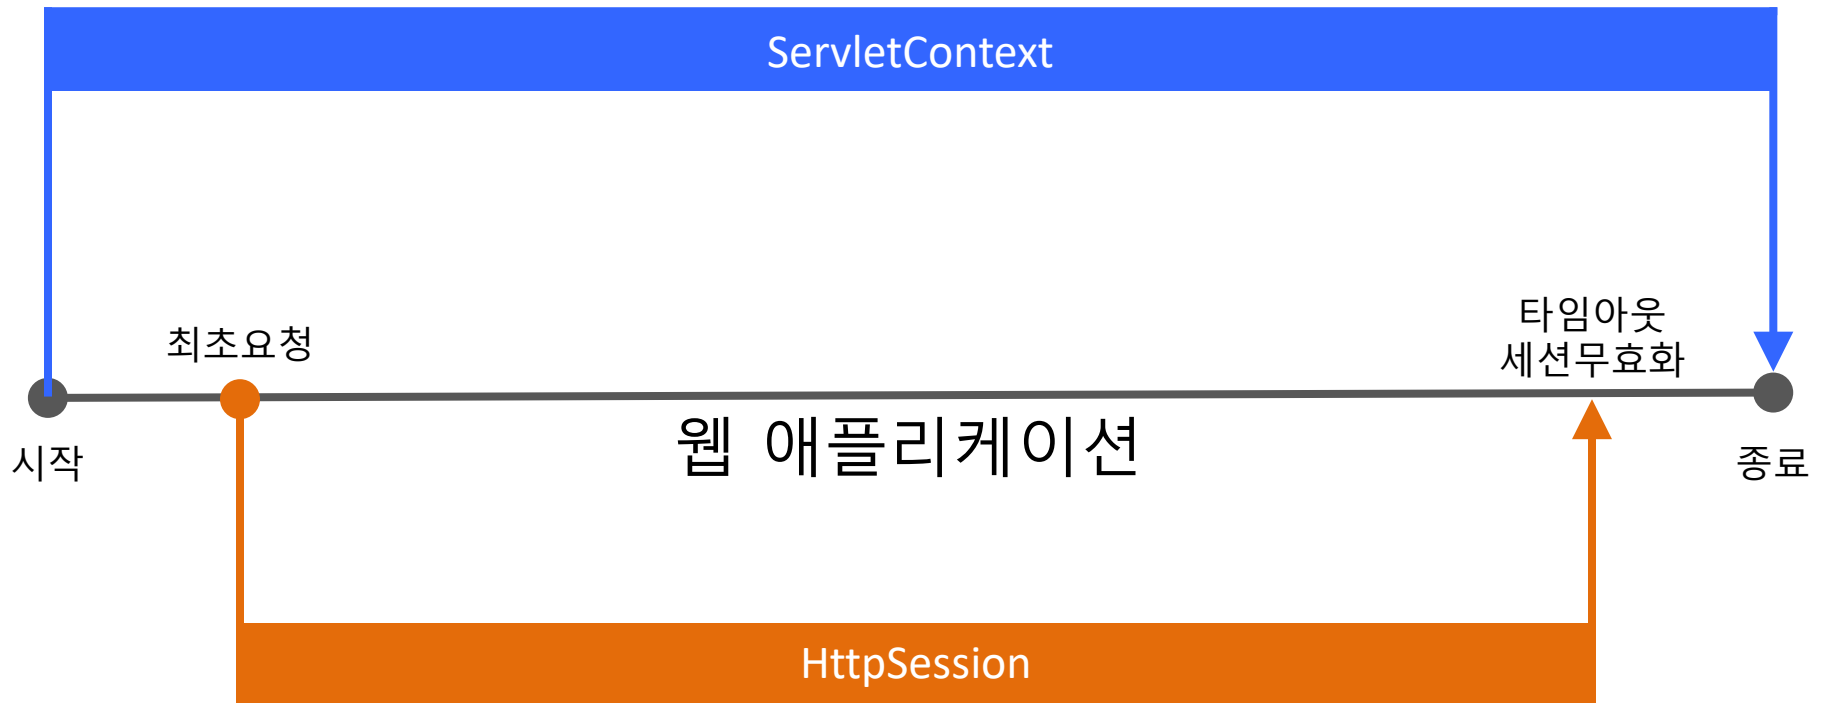 ServletContext
최초요청
타임아웃
세션무효화
웹 애플리케이션
시작
종료
HttpSession